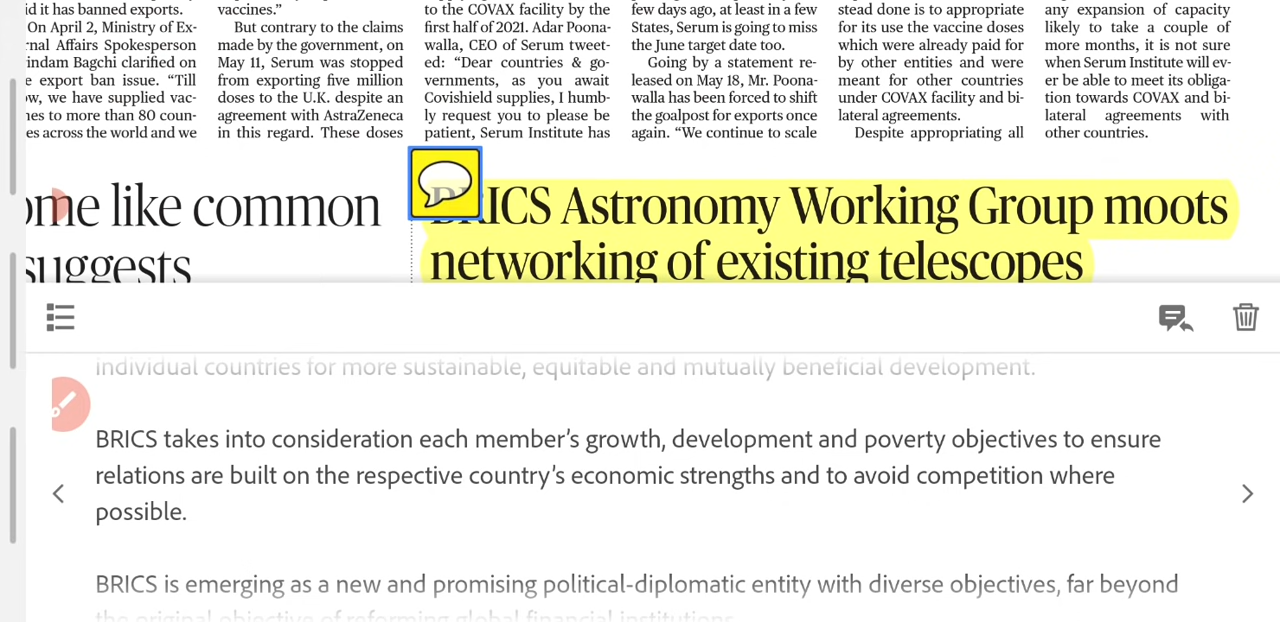 id it has banned exports.
On April 2, Ministry of Ex-
nal Affairs Spokesperson
indam Bagchi clarified on
e export ban issue. “Till
w, we have supplied vac-
nes to more than 80 coun-
es across the world and we
vaccines.”
But contrary to the claims
made by the government, on
May 11, Serum was stopped
from exporting five million
doses to the U.K. despite an
agreement with AstraZeneca
in this regard. These doses
to the COVAX facility by the
first half of 2021. Adar Poona-
walla, CEO of Serum tweet-
ed: “Dear countries & go-
vernments, as you await
Covishield supplies, I humb-
ly request you to please be
patient, Serum Institute has
few days ago, at least in a few
States, Serum is going to miss
the June target date too.
Going by a statement re-
leased on May 18, Mr. Poona-
walla has been forced to shift
the goalpost for exports once
again. “We continue to scale
stead done is to appropriate
for its use the vaccine doses
which were already paid for
by other entities and were
meant for other countries
under COVAX facility and bi-
lateral agreements.
Despite appropriating all
any expansion of capacity
likely to take a couple of
more months, it is not sure
when Serum Institute will ev-
er be able to meet its obliga-
tion towards COVAX and bi-
lateral agreements with
other countries.
ome like common
suggests
BRICS Astronomy Working Group moots
networking of existing telescopes
individual countries for more sustainable, equitable and mutually beneficial development.
BRICS takes into consideration each member’s growth, development and poverty objectives to ensure
relations are built on the respective country’s economic strengths and to avoid competition where
possible.
BRICS is emerging as a new and promising political-diplomatic entity with diverse objectives, far beyond
the original objective of reforming global financial institutions.